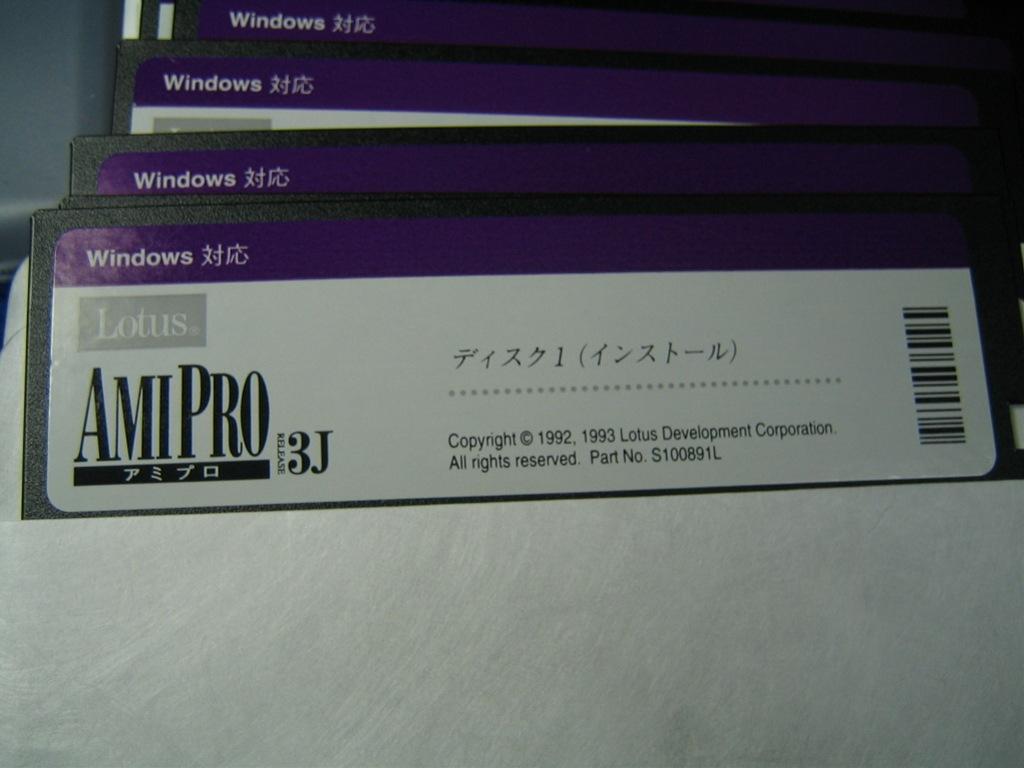 Windows 対応
Windows 対応
Windows 対応
Windows 対応
Lotus®
AMIPRO
アミプロ
RELEASE 3J
ディスク1（インストール）
Copyright © 1992, 1993 Lotus Development Corporation.
All rights reserved. Part No. S100891L